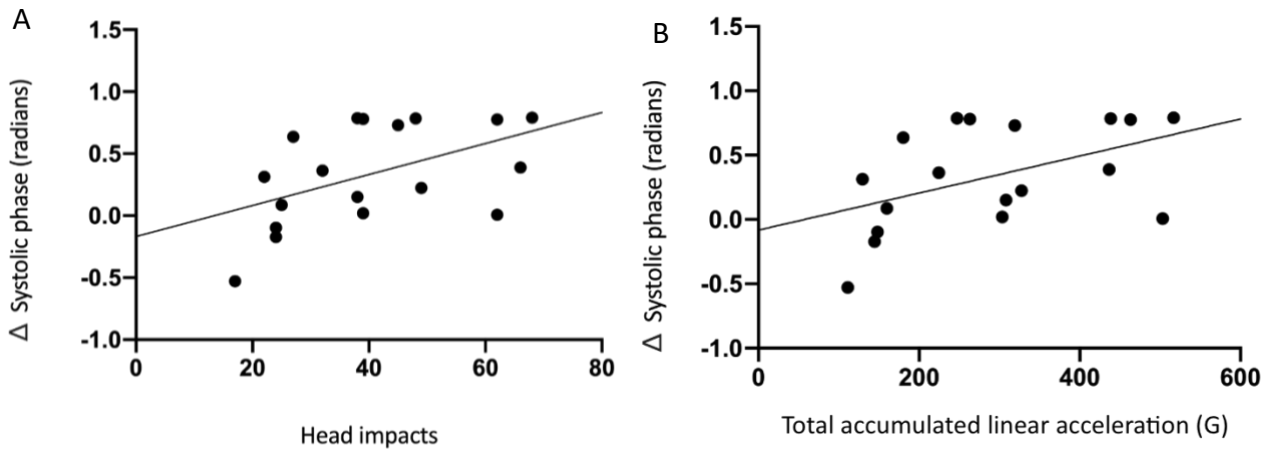 A
Δ Systolic phase (radians)
1.5
1.0
0.5
0.0
-0.5
-1.0
0 20 40 60 80
Head impacts
B
Δ Systolic phase (radians)
1.5
1.0
0.5
0.0
-0.5
-1.0
0 200 400 600
Total accumulated linear acceleration (G)